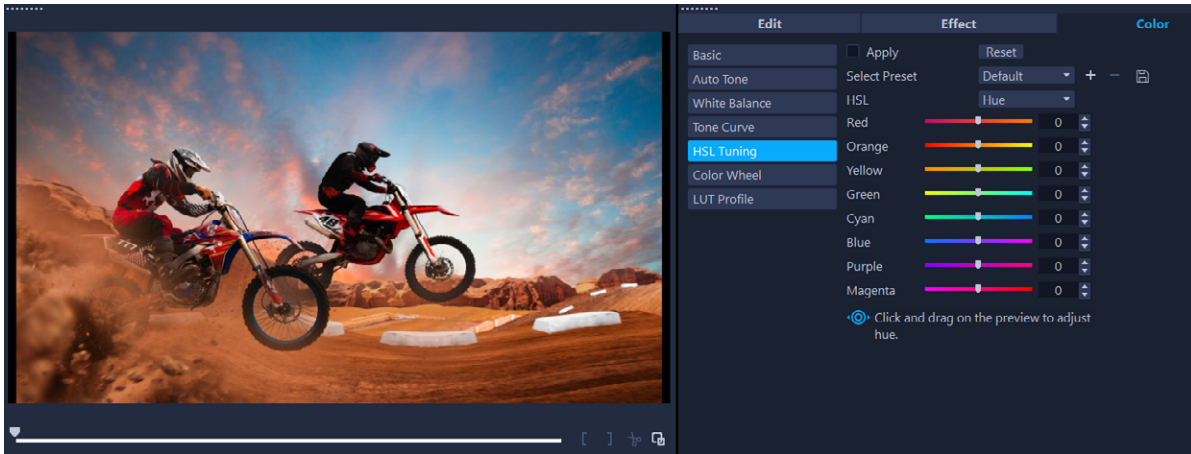 Edit Effect Color
Basic
Auto Tone
White Balance
Tone Curve
HSL Tuning
Color Wheel
LUT Profile
Apply Reset
Select Preset Default + −
HSL Hue
Red 0
Orange 0
Yellow 0
Green 0
Cyan 0
Blue 0
Purple 0
Magenta 0
Click and drag on the preview to adjust
hue.
777
48
[ ]